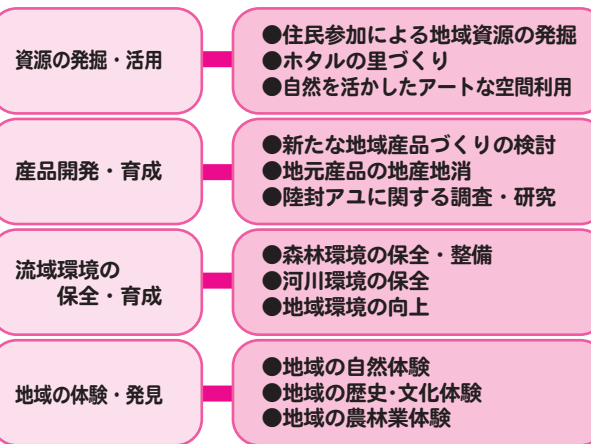 資源の発掘・活用
●住民参加による地域資源の発掘
●ホタルの里づくり
●自然を活かしたアートな空間利用
産品開発・育成
●新たな地域産品づくりの検討
●地元産品の地産地消
●陸封アユに関する調査・研究
流域環境の
保全・育成
●森林環境の保全・整備
●河川環境の保全
●地域環境の向上
地域の体験・発見
●地域の自然体験
●地域の歴史・文化体験
●地域の農林業体験